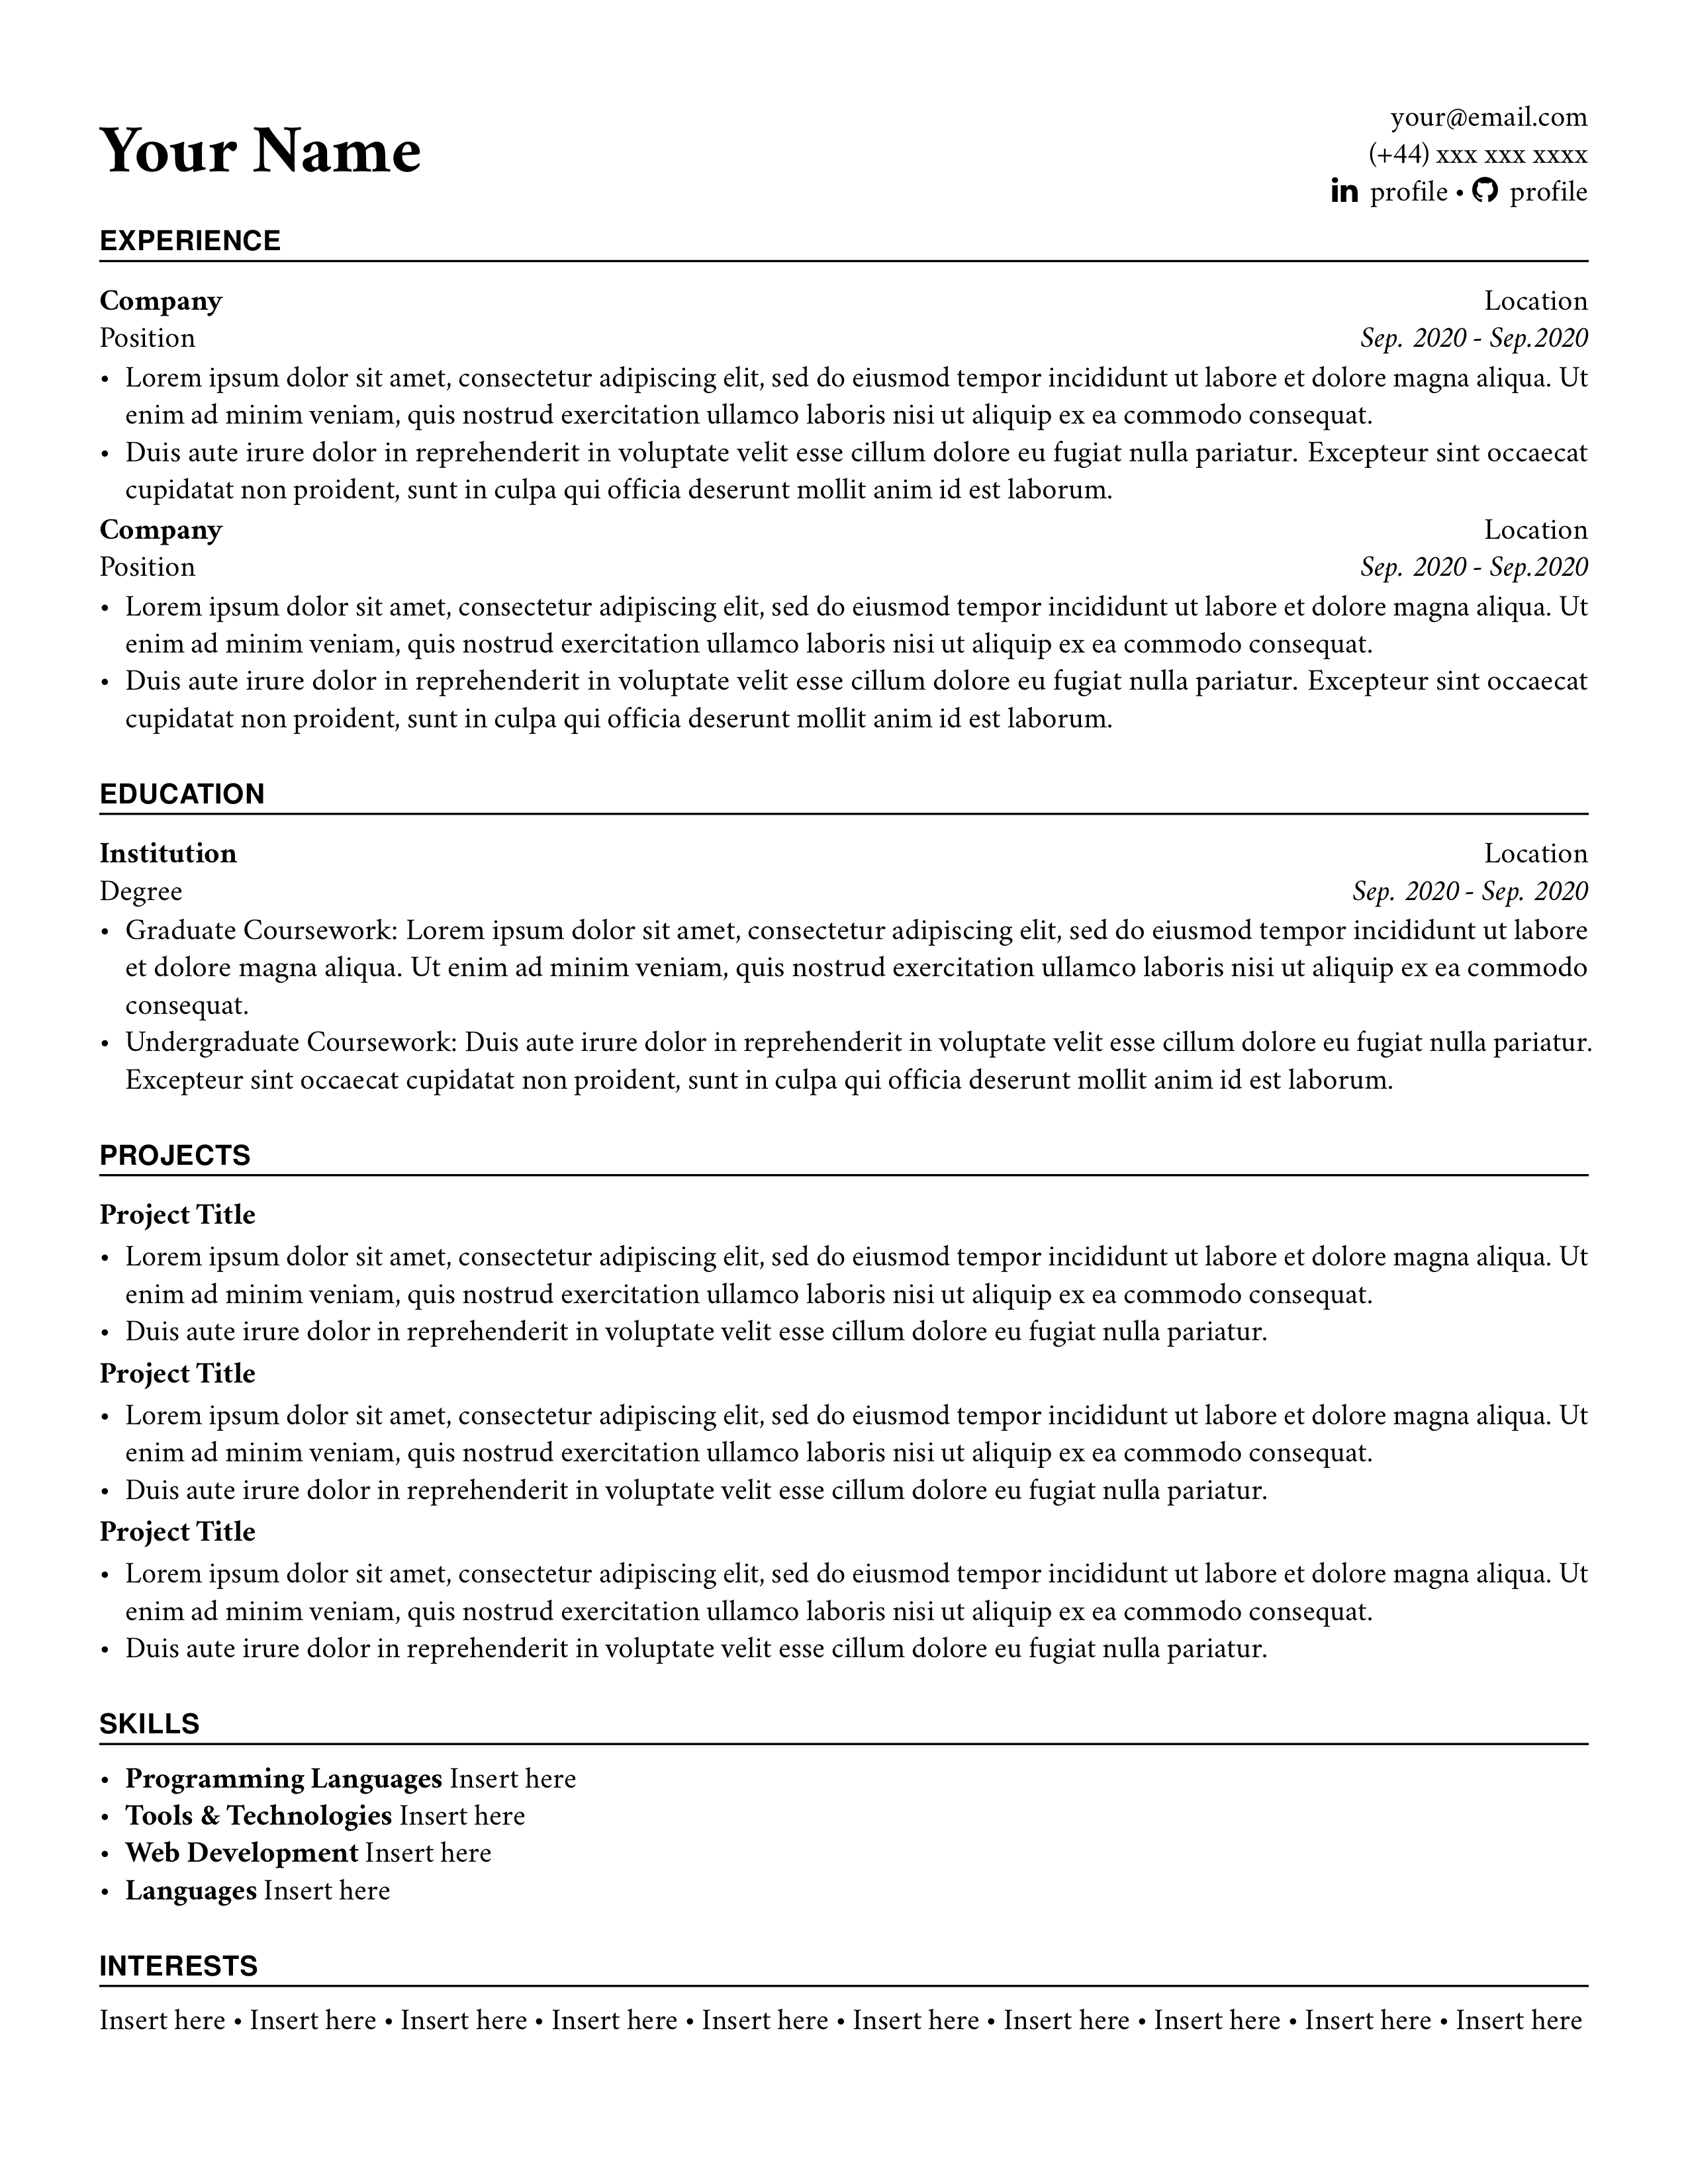 Your Name
your@email.com
(+44) xxx xxx xxxx
in profile • profile
EXPERIENCE
Company Location
Position Sep. 2020 - Sep.2020
• Lorem ipsum dolor sit amet, consectetur adipiscing elit, sed do eiusmod tempor incididunt ut labore et dolore magna aliqua. Ut
enim ad minim veniam, quis nostrud exercitation ullamco laboris nisi ut aliquip ex ea commodo consequat.
• Duis aute irure dolor in reprehenderit in voluptate velit esse cillum dolore eu fugiat nulla pariatur. Excepteur sint occaecat
cupidatat non proident, sunt in culpa qui officia deserunt mollit anim id est laborum.
Company Location
Position Sep. 2020 - Sep.2020
• Lorem ipsum dolor sit amet, consectetur adipiscing elit, sed do eiusmod tempor incididunt ut labore et dolore magna aliqua. Ut
enim ad minim veniam, quis nostrud exercitation ullamco laboris nisi ut aliquip ex ea commodo consequat.
• Duis aute irure dolor in reprehenderit in voluptate velit esse cillum dolore eu fugiat nulla pariatur. Excepteur sint occaecat
cupidatat non proident, sunt in culpa qui officia deserunt mollit anim id est laborum.
EDUCATION
Institution Location
Degree Sep. 2020 - Sep. 2020
• Graduate Coursework: Lorem ipsum dolor sit amet, consectetur adipiscing elit, sed do eiusmod tempor incididunt ut labore
et dolore magna aliqua. Ut enim ad minim veniam, quis nostrud exercitation ullamco laboris nisi ut aliquip ex ea commodo
consequat.
• Undergraduate Coursework: Duis aute irure dolor in reprehenderit in voluptate velit esse cillum dolore eu fugiat nulla pariatur.
Excepteur sint occaecat cupidatat non proident, sunt in culpa qui officia deserunt mollit anim id est laborum.
PROJECTS
Project Title
• Lorem ipsum dolor sit amet, consectetur adipiscing elit, sed do eiusmod tempor incididunt ut labore et dolore magna aliqua. Ut
enim ad minim veniam, quis nostrud exercitation ullamco laboris nisi ut aliquip ex ea commodo consequat.
• Duis aute irure dolor in reprehenderit in voluptate velit esse cillum dolore eu fugiat nulla pariatur.
Project Title
• Lorem ipsum dolor sit amet, consectetur adipiscing elit, sed do eiusmod tempor incididunt ut labore et dolore magna aliqua. Ut
enim ad minim veniam, quis nostrud exercitation ullamco laboris nisi ut aliquip ex ea commodo consequat.
• Duis aute irure dolor in reprehenderit in voluptate velit esse cillum dolore eu fugiat nulla pariatur.
Project Title
• Lorem ipsum dolor sit amet, consectetur adipiscing elit, sed do eiusmod tempor incididunt ut labore et dolore magna aliqua. Ut
enim ad minim veniam, quis nostrud exercitation ullamco laboris nisi ut aliquip ex ea commodo consequat.
• Duis aute irure dolor in reprehenderit in voluptate velit esse cillum dolore eu fugiat nulla pariatur.
SKILLS
• Programming Languages Insert here
• Tools & Technologies Insert here
• Web Development Insert here
• Languages Insert here
INTERESTS
Insert here • Insert here • Insert here • Insert here • Insert here • Insert here • Insert here • Insert here • Insert here • Insert here